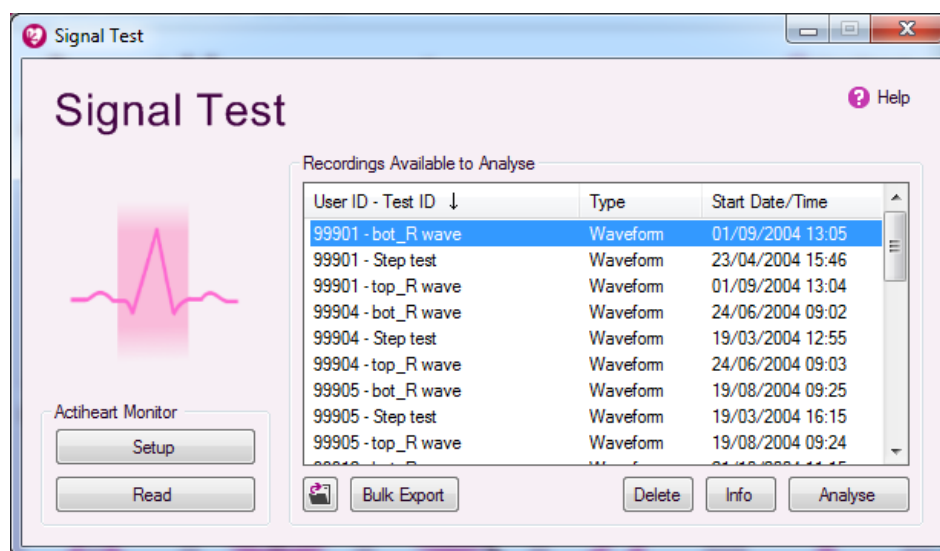 Signal Test
Signal Test
Help
Recordings Available to Analyse
User ID - Test ID ↓ Type Start Date/Time
99901 - bot_R wave Waveform 01/09/2004 13:05
99901 - Step test Waveform 23/04/2004 15:46
99901 - top_R wave Waveform 01/09/2004 13:04
99904 - bot_R wave Waveform 24/06/2004 09:02
99904 - Step test Waveform 19/03/2004 12:55
99904 - top_R wave Waveform 24/06/2004 09:03
99905 - bot_R wave Waveform 19/08/2004 09:25
99905 - Step test Waveform 19/03/2004 16:15
99905 - top_R wave Waveform 19/08/2004 09:24
Actiheart Monitor
Setup
Read
Bulk Export Delete Info Analyse